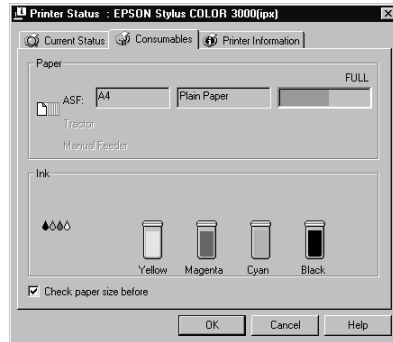 Printer Status : EPSON Stylus COLOR 3000(ipx)
Current Status Consumables Printer Information
Paper
FULL
ASF: A4 Plain Paper
Tractor
Manual Feeder
Ink
Yellow Magenta Cyan Black
Check paper size before
OK Cancel Help